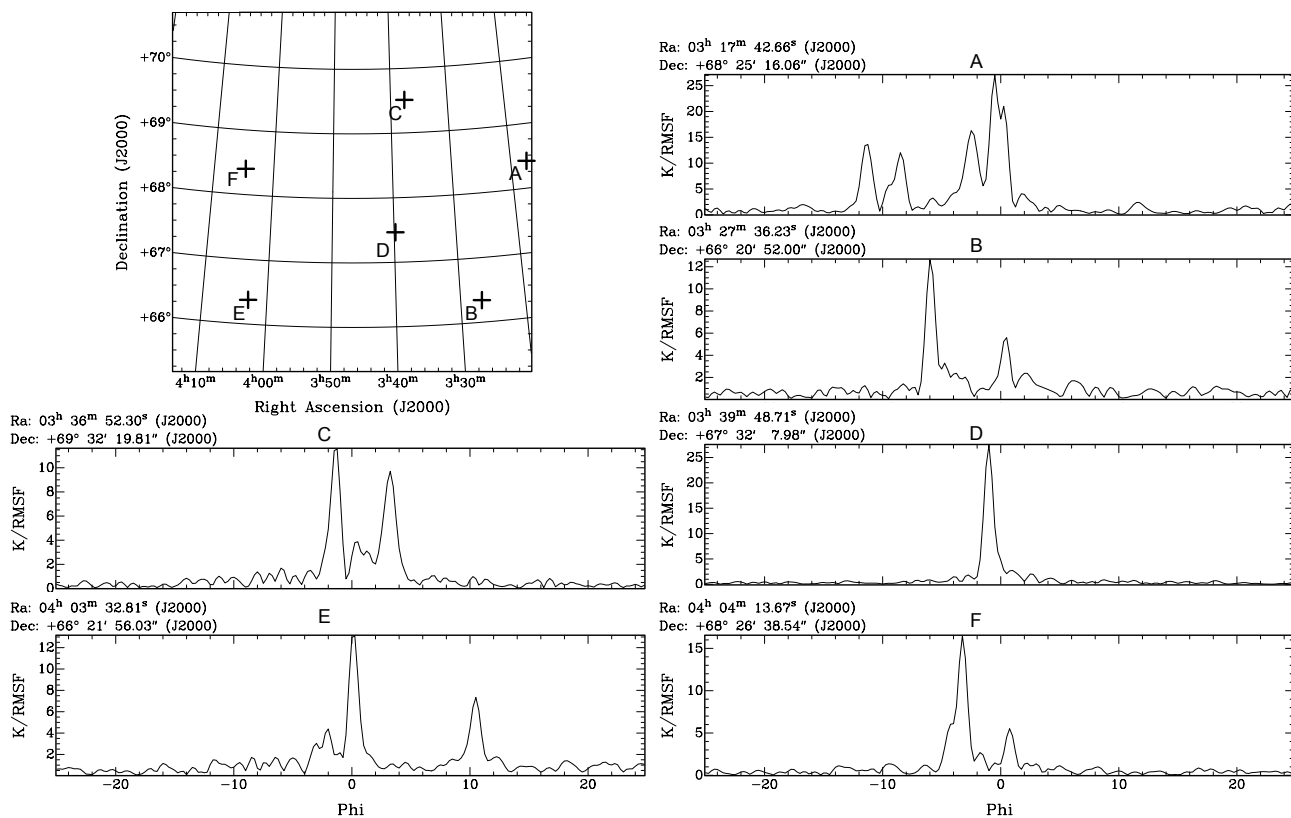 +70°
+69°
+68°
+67°
+66°
Declination (J2000)
C
A
F
D
E
B
4ʰ10ᵐ 4ʰ00ᵐ 3ʰ50ᵐ 3ʰ40ᵐ 3ʰ30ᵐ
Right Ascension (J2000)
Ra: 03ʰ 17ᵐ 42.66ˢ (J2000)
Dec: +68° 25′ 16.06″ (J2000)
A
25
20
15
10
5
0
K/RMSF
Ra: 03ʰ 27ᵐ 36.23ˢ (J2000)
Dec: +66° 20′ 52.00″ (J2000)
B
12
10
8
6
4
2
K/RMSF
−20 −10 0 10 20
Ra: 03ʰ 36ᵐ 52.30ˢ (J2000)
Dec: +69° 32′ 19.81″ (J2000)
C
10
8
6
4
2
0
K/RMSF
Ra: 03ʰ 39ᵐ 48.71ˢ (J2000)
Dec: +67° 32′ 7.98″ (J2000)
D
25
20
15
10
5
0
K/RMSF
Ra: 04ʰ 03ᵐ 32.81ˢ (J2000)
Dec: +66° 21′ 56.03″ (J2000)
E
12
10
8
6
4
2
K/RMSF
−20 −10 0 10 20
Phi
Ra: 04ʰ 04ᵐ 13.67ˢ (J2000)
Dec: +68° 26′ 38.54″ (J2000)
F
15
10
5
0
K/RMSF
−20 −10 0 10 20
Phi